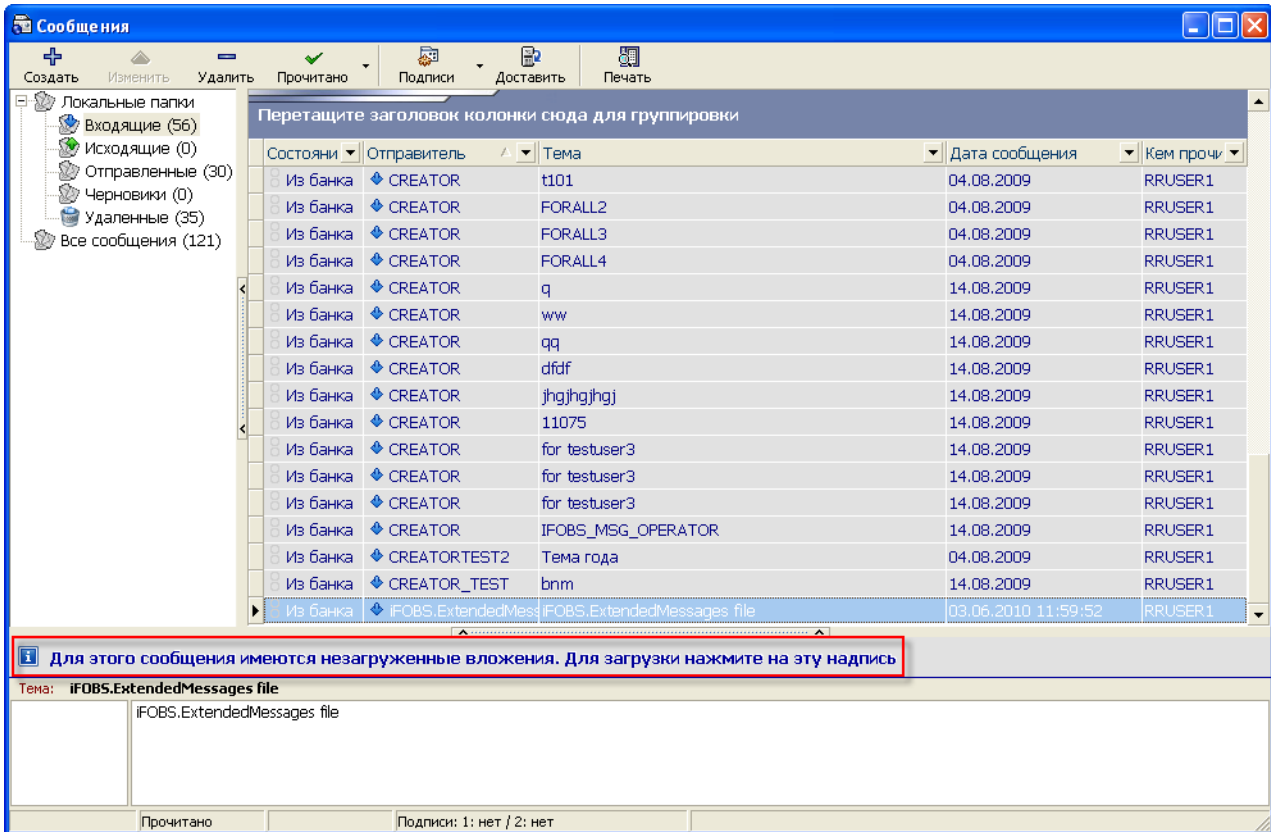 Сообщения
Создать Изменить Удалить Прочитано Подписи Доставить Печать
Локальные папки
Входящие (56)
Исходящие (0)
Отправленные (30)
Черновики (0)
Удаленные (35)
Все сообщения (121)
Перетащите заголовок колонки сюда для группировки
Состояни Отправитель Тема Дата сообщения Кем прочи
Из банка CREATOR t101 04.08.2009 RRUSER1
Из банка CREATOR FORALL2 04.08.2009 RRUSER1
Из банка CREATOR FORALL3 04.08.2009 RRUSER1
Из банка CREATOR FORALL4 04.08.2009 RRUSER1
Из банка CREATOR q 14.08.2009 RRUSER1
Из банка CREATOR ww 14.08.2009 RRUSER1
Из банка CREATOR qq 14.08.2009 RRUSER1
Из банка CREATOR dfdf 14.08.2009 RRUSER1
Из банка CREATOR jhgjhgjhgj 14.08.2009 RRUSER1
Из банка CREATOR 11075 14.08.2009 RRUSER1
Из банка CREATOR for testuser3 14.08.2009 RRUSER1
Из банка CREATOR for testuser3 14.08.2009 RRUSER1
Из банка CREATOR for testuser3 14.08.2009 RRUSER1
Из банка CREATOR IFOBS_MSG_OPERATOR 14.08.2009 RRUSER1
Из банка CREATORTEST2 Тема года 04.08.2009 RRUSER1
Из банка CREATOR_TEST bnm 14.08.2009 RRUSER1
Из банка iFOBS.ExtendedMess iFOBS.ExtendedMessages file 03.06.2010 11:59:52 RRUSER1
Для этого сообщения имеются незагруженные вложения. Для загрузки нажмите на эту надпись
Тема: iFOBS.ExtendedMessages file
iFOBS.ExtendedMessages file
Прочитано Подписи: 1: нет / 2: нет